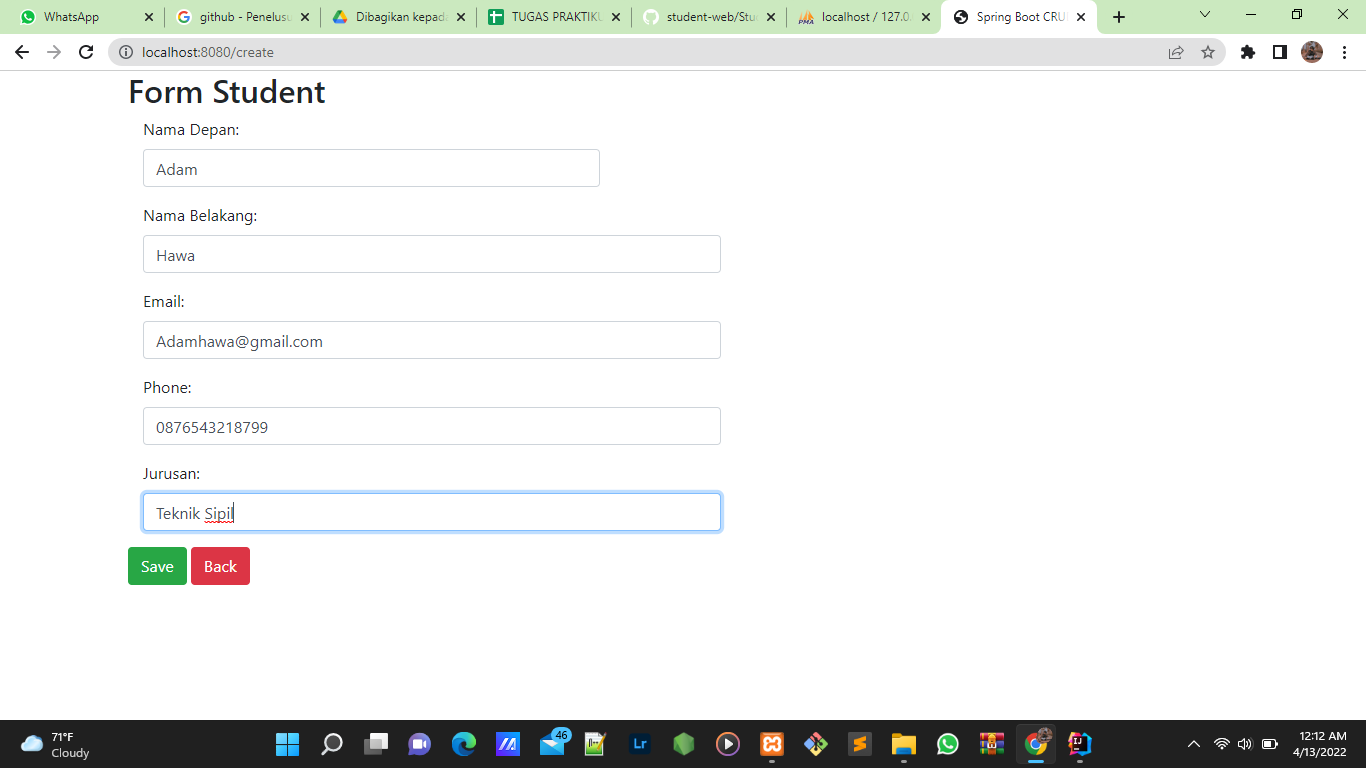 WhatsApp
github - Penelusu
Dibagikan kepad
TUGAS PRAKTIKU
student-web/Stu
localhost / 127.0.
Spring Boot CRU
localhost:8080/create
Form Student
Nama Depan:
Adam
Nama Belakang:
Hawa
Email:
Adamhawa@gmail.com
Phone:
0876543218799
Jurusan:
Teknik Sipil
Save Back
71°F
Cloudy
46
Lr
12:12 AM
4/13/2022